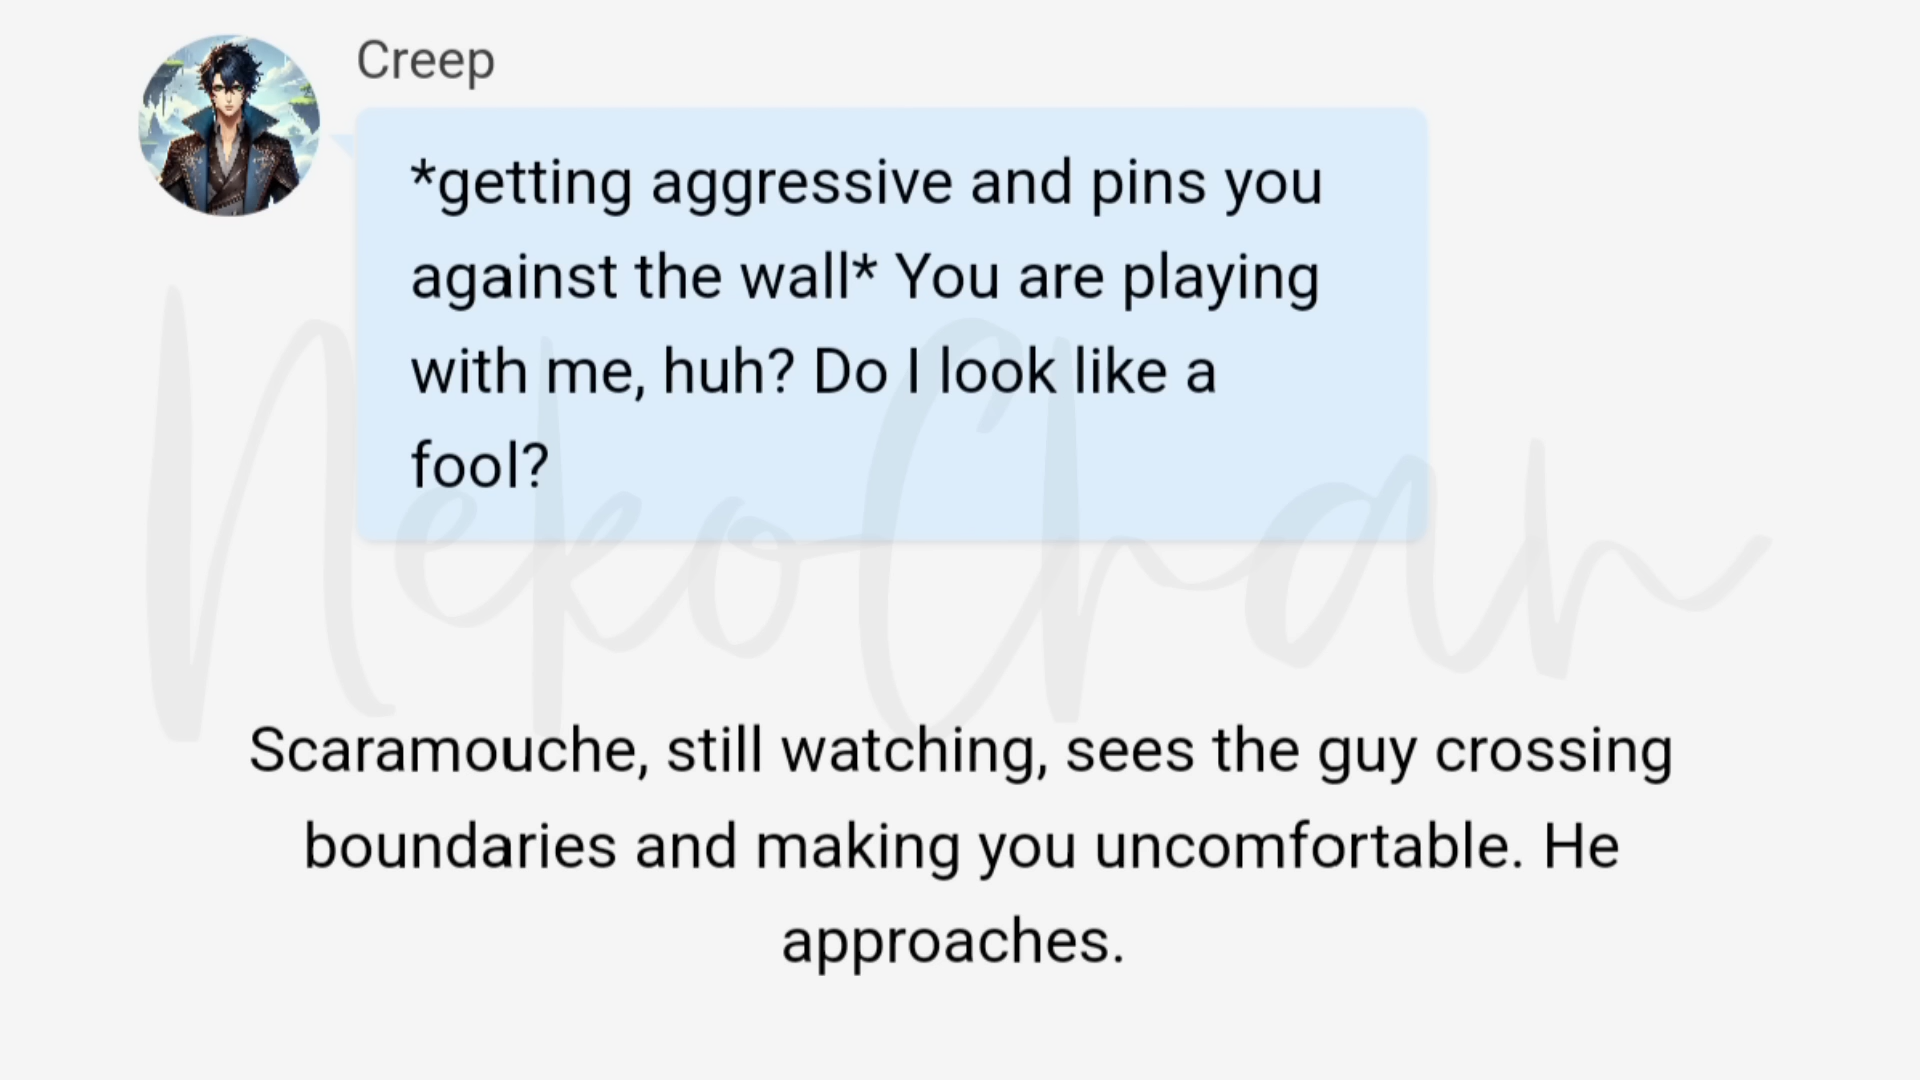 Creep
*getting aggressive and pins you
against the wall* You are playing
with me, huh? Do I look like a
fool?
NekoChan
Scaramouche, still watching, sees the guy crossing
boundaries and making you uncomfortable. He
approaches.